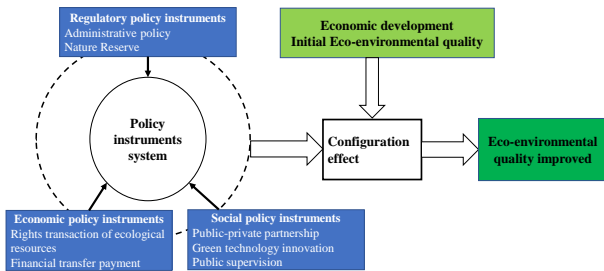 Regulatory policy instruments
Administrative policy
Nature Reserve
Economic development
Initial Eco-environmental quality
Policy
instruments
system
Configuration
effect
Eco-environmental
quality improved
Economic policy instruments
Rights transaction of ecological
resources
Financial transfer payment
Social policy instruments
Public-private partnership
Green technology innovation
Public supervision